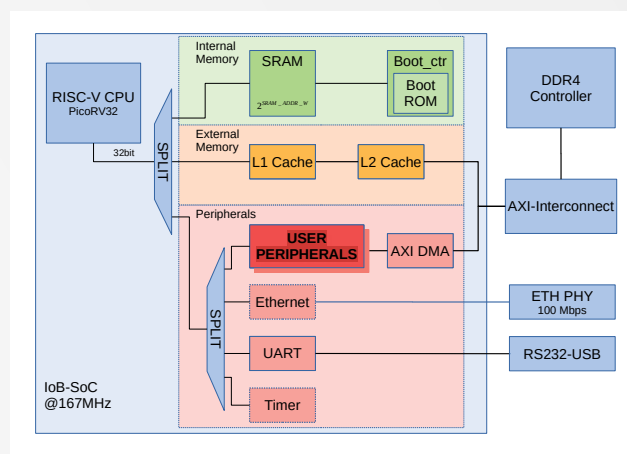 Internal
Memory
SRAM
2^SRAM_ADDR_W
Boot_ctr
Boot
ROM
DDR4
Controller
RISC-V CPU
PicoRV32
32bit
SPLIT
External
Memory
L1 Cache
L2 Cache
AXI-Interconnect
Peripherals
USER
PERIPHERALS
AXI DMA
SPLIT
Ethernet
ETH PHY
100 Mbps
UART
RS232-USB
Timer
IoB-SoC
@167MHz